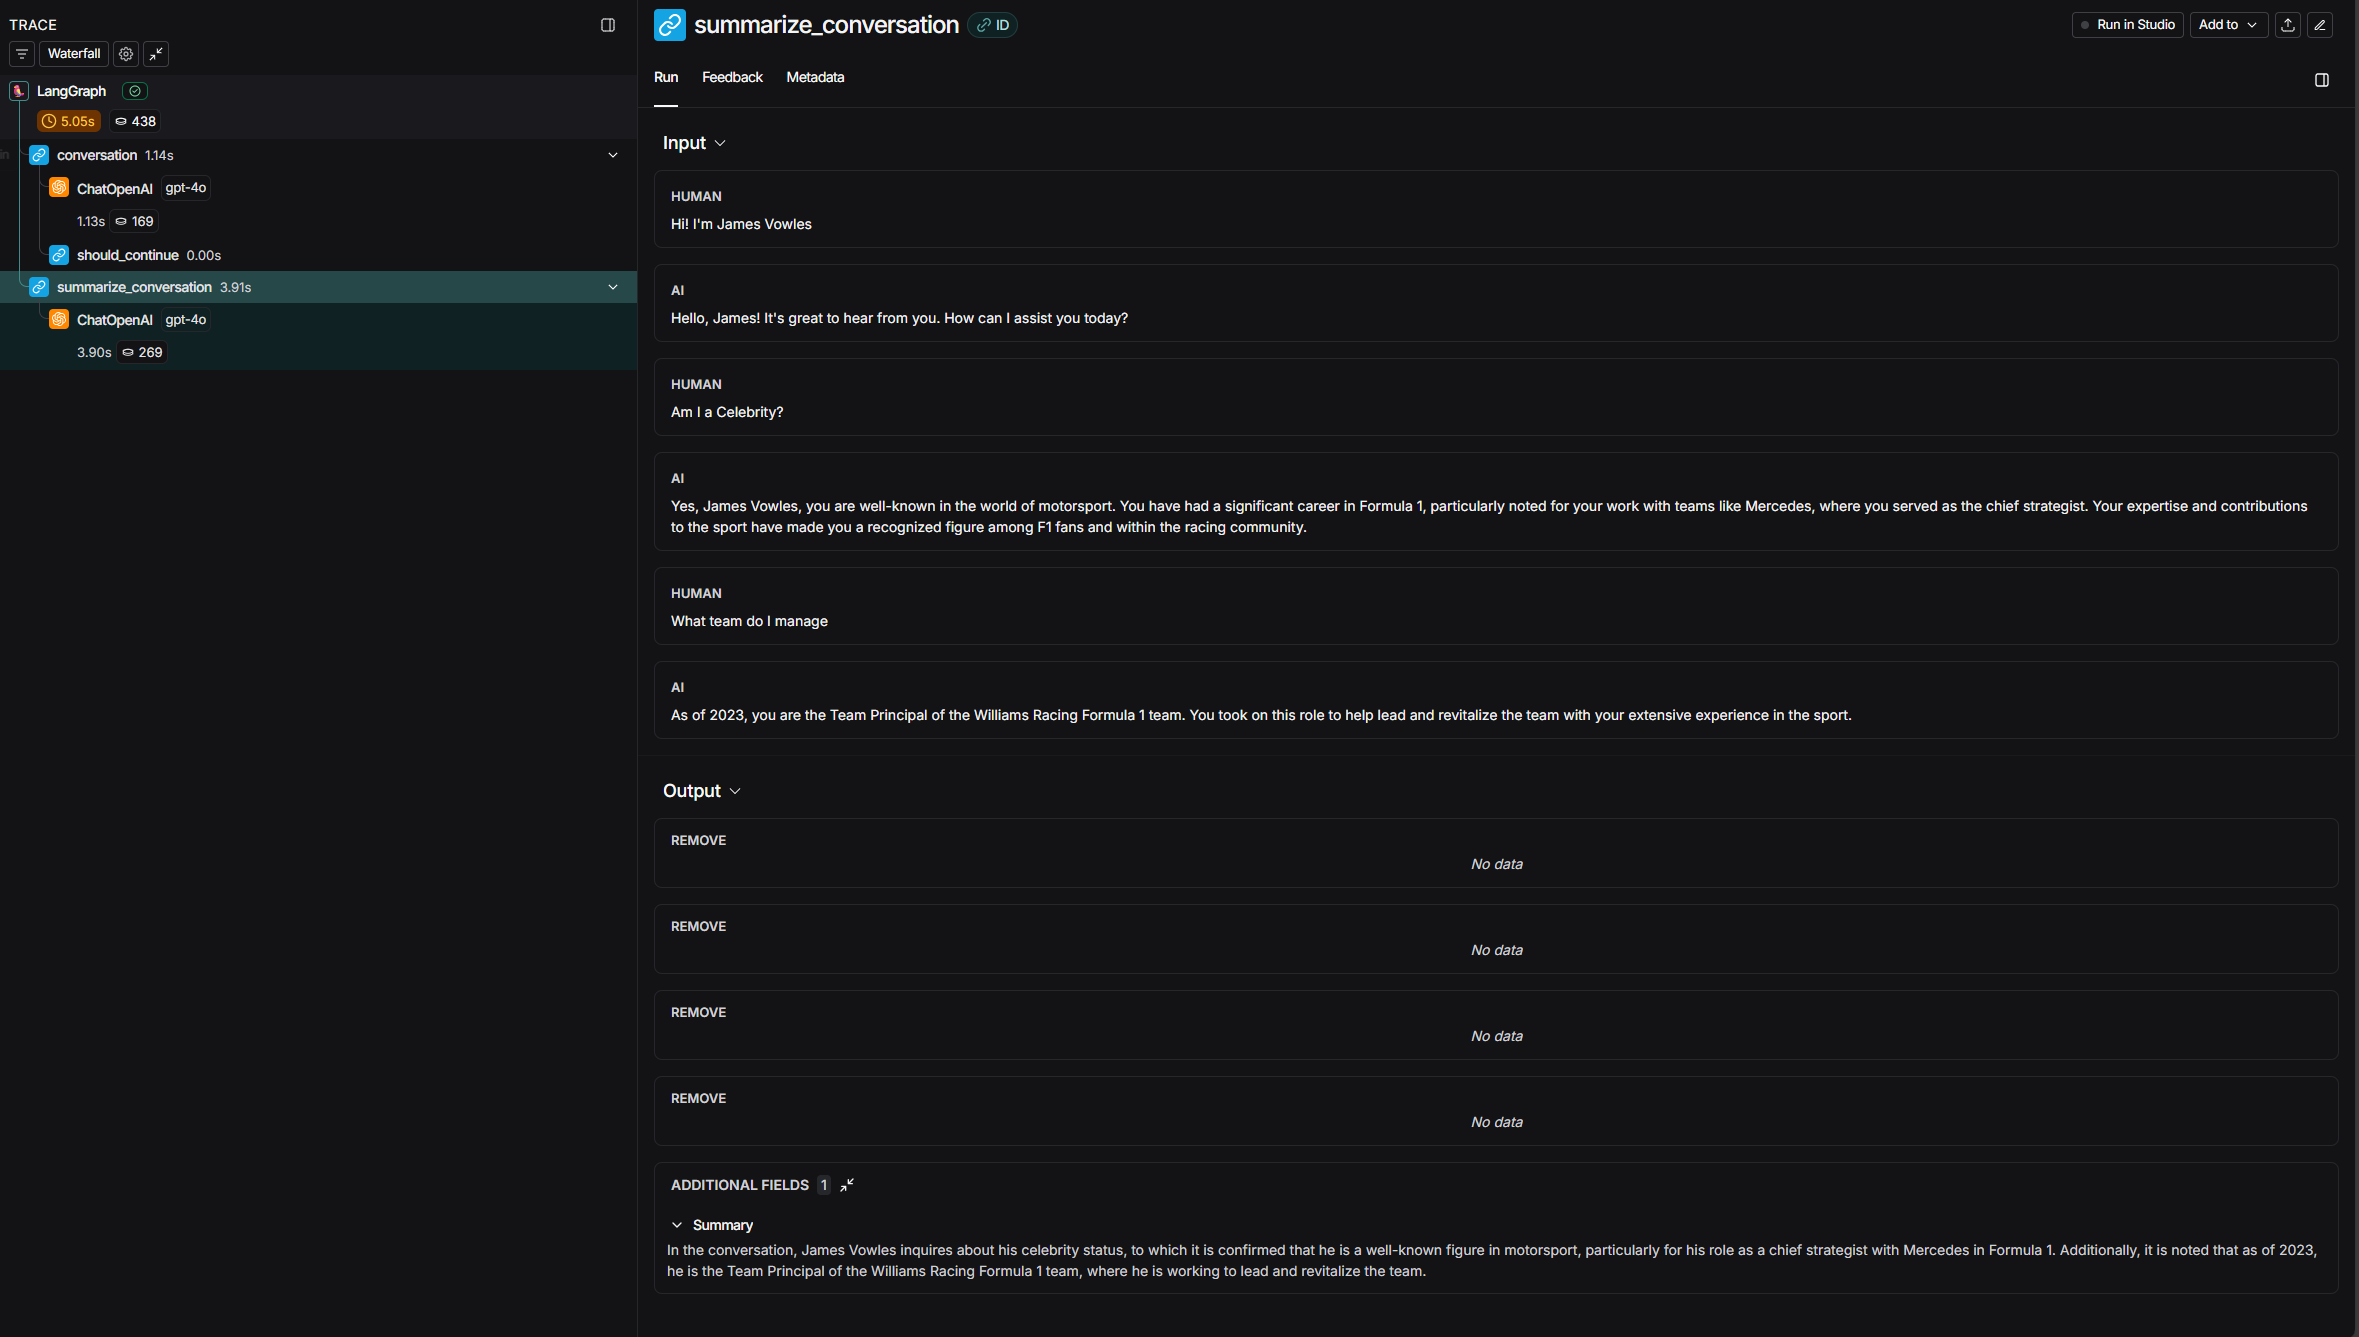 TRACE
Waterfall
LangGraph
5.05s 438
conversation 1.14s
ChatOpenAI gpt-4o
1.13s 169
should_continue 0.00s
summarize_conversation 3.91s
ChatOpenAI gpt-4o
3.90s 269
summarize_conversation ID
Run in Studio Add to
Run Feedback Metadata
Input
HUMAN
Hi! I'm James Vowles
AI
Hello, James! It's great to hear from you. How can I assist you today?
HUMAN
Am I a Celebrity?
AI
Yes, James Vowles, you are well-known in the world of motorsport. You have had a significant career in Formula 1, particularly noted for your work with teams like Mercedes, where you served as the chief strategist. Your expertise and contributions
to the sport have made you a recognized figure among F1 fans and within the racing community.
HUMAN
What team do I manage
AI
As of 2023, you are the Team Principal of the Williams Racing Formula 1 team. You took on this role to help lead and revitalize the team with your extensive experience in the sport.
Output
REMOVE
No data
REMOVE
No data
REMOVE
No data
REMOVE
No data
ADDITIONAL FIELDS 1
Summary
In the conversation, James Vowles inquires about his celebrity status, to which it is confirmed that he is a well-known figure in motorsport, particularly for his role as a chief strategist with Mercedes in Formula 1. Additionally, it is noted that as of 2023,
he is the Team Principal of the Williams Racing Formula 1 team, where he is working to lead and revitalize the team.